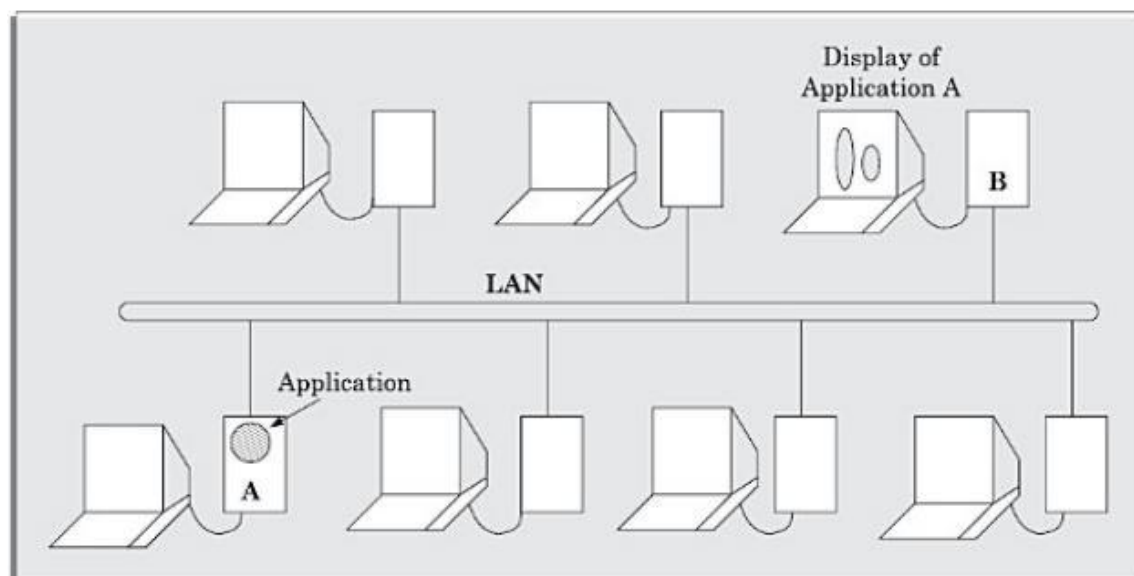 Display of
Application A
B
LAN
Application
A